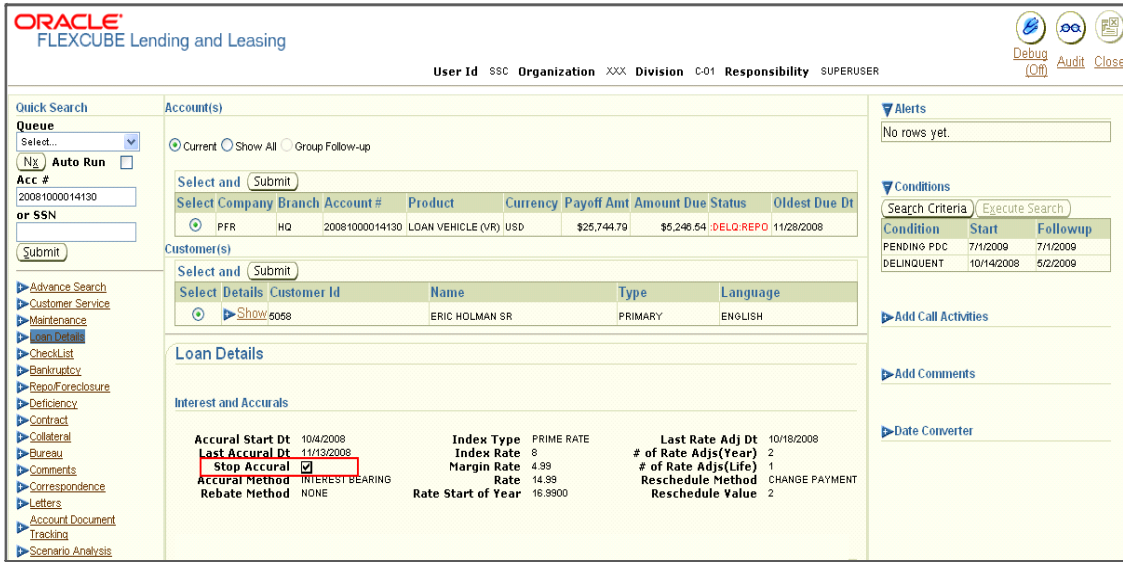 ORACLE®
FLEXCUBE Lending and Leasing
Debug (Off) Audit Close
User Id SSC Organization XXX Division C-01 Responsibility SUPERUSER
Quick Search
Queue
Select...
Nx Auto Run
Acc #
20081000014130
or SSN
Submit
Advance Search
Customer Service
Maintenance
Loan Details
CheckList
Bankruptcy
Repo/Foreclosure
Deficiency
Contract
Collateral
Bureau
Comments
Correspondence
Letters
Account Document
Tracking
Scenario Analysis
Account(s)
Current Show All Group Follow-up
Select and Submit
Select Company Branch Account # Product Currency Payoff Amt Amount Due Status Oldest Due Dt
PFR HQ 20081000014130 LOAN VEHICLE (VR) USD $25,744.79 $5,246.54 :DELQ:REPO 11/28/2008
Customer(s)
Select and Submit
Select Details Customer Id Name Type Language
Show 5058 ERIC HOLMAN SR PRIMARY ENGLISH
Loan Details
Interest and Accurals
Accural Start Dt 10/4/2008 Index Type PRIME RATE Last Rate Adj Dt 10/18/2008
Last Accural Dt 11/13/2008 Index Rate 8 # of Rate Adjs(Year) 2
Stop Accural Margin Rate 4.99 # of Rate Adjs(Life) 1
Accural Method INTEREST BEARING Rate 14.99 Reschedule Method CHANGE PAYMENT
Rebate Method NONE Rate Start of Year 16.9900 Reschedule Value 2
Alerts
No rows yet.
Conditions
Search Criteria Execute Search
Condition Start Followup
PENDING PDC 7/1/2009 7/1/2009
DELINQUENT 10/14/2008 5/2/2009
Add Call Activities
Add Comments
Date Converter